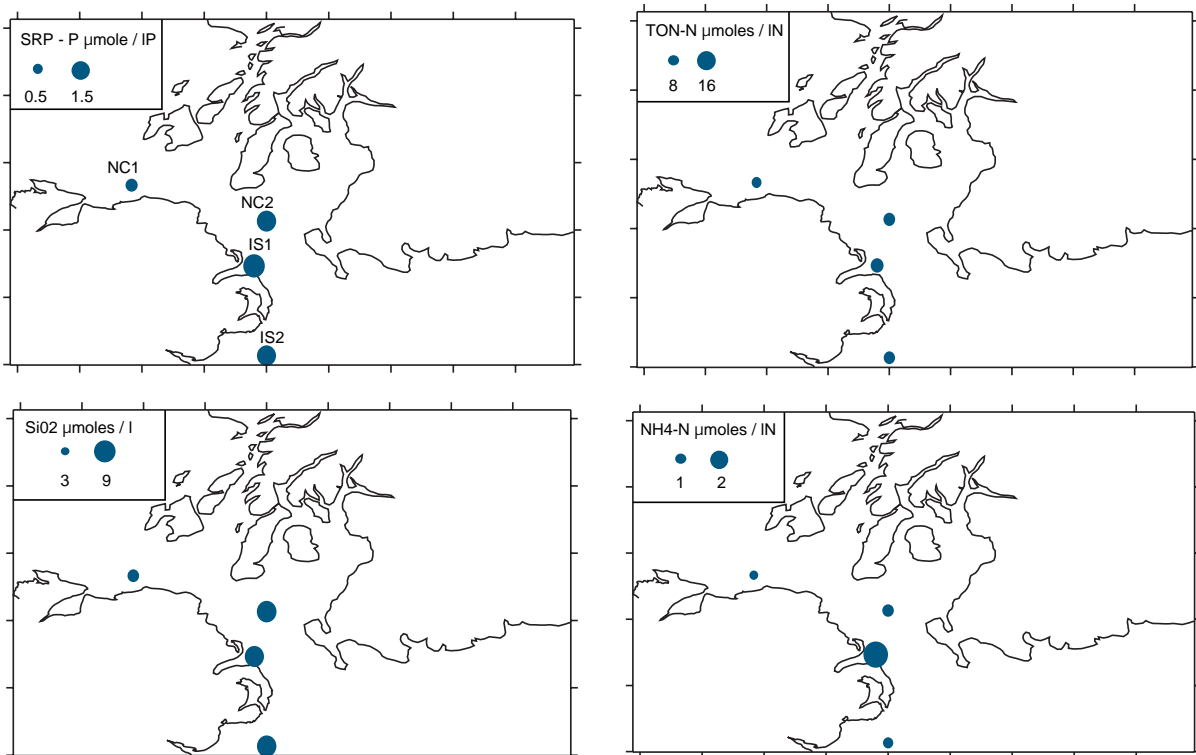 SRP - P µmole / IP
0.5 1.5
NC1
NC2
IS1
IS2
TON-N µmoles / IN
8 16
Si02 µmoles / l
3 9
NH4-N µmoles / IN
1 2